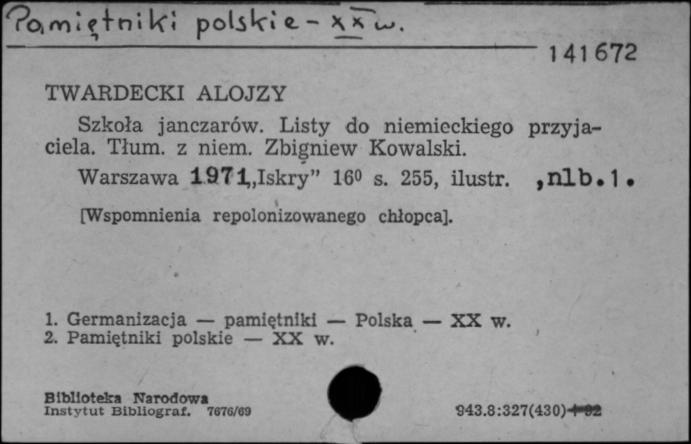 Pamiętniki polskie - XX w.
141672
TWARDECKI ALOJZY
Szkoła janczarów. Listy do niemieckiego przyja-
ciela. Tłum. z niem. Zbigniew Kowalski.
Warszawa 1971 „Iskry” 16⁰ s. 255, ilustr. ,nlb.1.
[Wspomnienia repolonizowanego chłopca].
1. Germanizacja — pamiętniki — Polska — XX w.
2. Pamiętniki polskie — XX w.
Biblioteka Narodowa
Instytut Bibliograf. 7676/69
943.8:327(430)